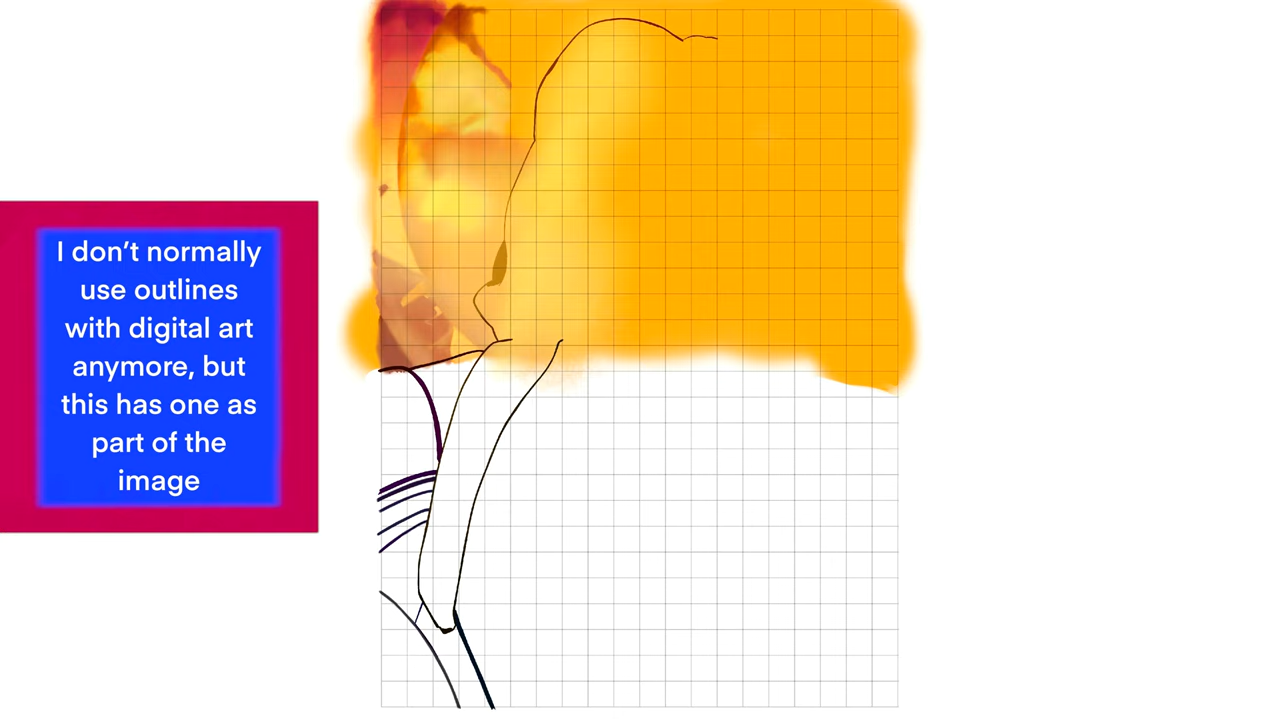 I don’t normally
use outlines
with digital art
anymore, but
this has one as
part of the
image